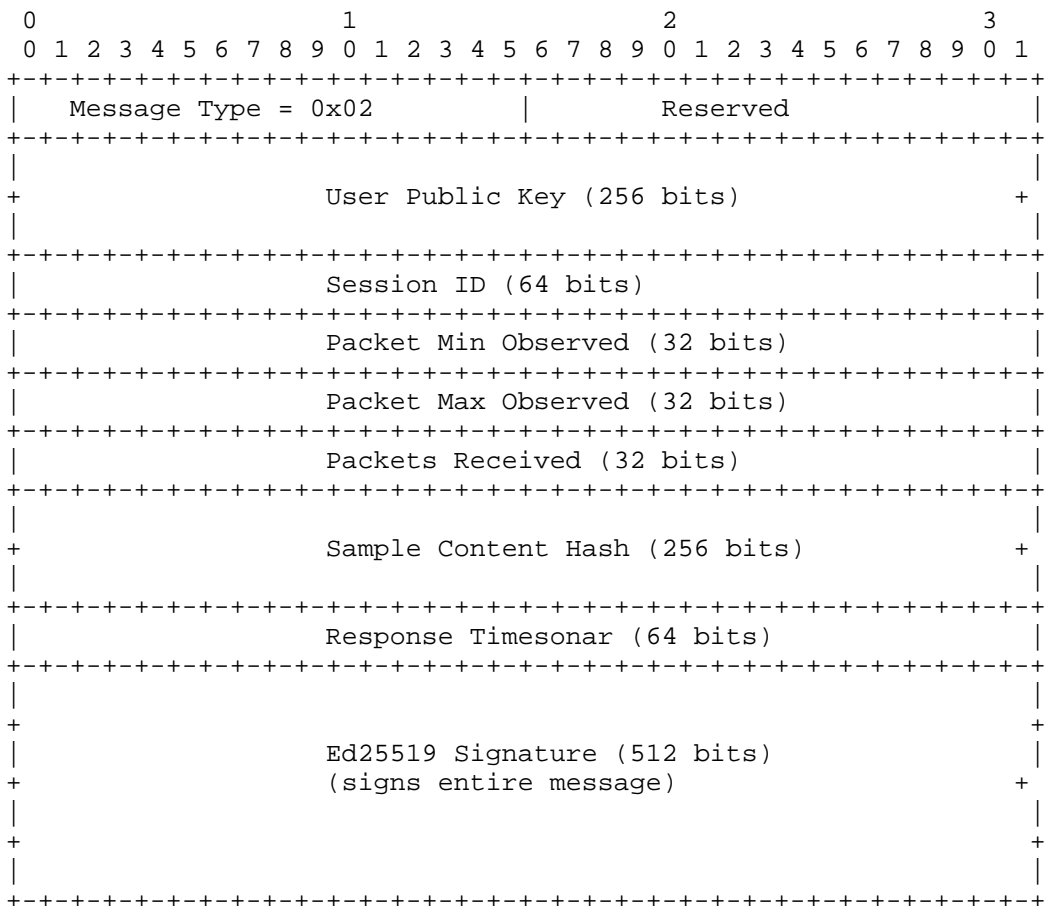 0                   1                   2                   3
0 1 2 3 4 5 6 7 8 9 0 1 2 3 4 5 6 7 8 9 0 1 2 3 4 5 6 7 8 9 0 1
+-+-+-+-+-+-+-+-+-+-+-+-+-+-+-+-+-+-+-+-+-+-+-+-+-+-+-+-+-+-+-+-+
|   Message Type = 0x02         |        Reserved               |
+-+-+-+-+-+-+-+-+-+-+-+-+-+-+-+-+-+-+-+-+-+-+-+-+-+-+-+-+-+-+-+-+
|                                                               |
+                   User Public Key (256 bits)                 +
|                                                               |
+-+-+-+-+-+-+-+-+-+-+-+-+-+-+-+-+-+-+-+-+-+-+-+-+-+-+-+-+-+-+-+-+
|                   Session ID (64 bits)                        |
+-+-+-+-+-+-+-+-+-+-+-+-+-+-+-+-+-+-+-+-+-+-+-+-+-+-+-+-+-+-+-+-+
|                   Packet Min Observed (32 bits)               |
+-+-+-+-+-+-+-+-+-+-+-+-+-+-+-+-+-+-+-+-+-+-+-+-+-+-+-+-+-+-+-+-+
|                   Packet Max Observed (32 bits)               |
+-+-+-+-+-+-+-+-+-+-+-+-+-+-+-+-+-+-+-+-+-+-+-+-+-+-+-+-+-+-+-+-+
|                   Packets Received (32 bits)                  |
+-+-+-+-+-+-+-+-+-+-+-+-+-+-+-+-+-+-+-+-+-+-+-+-+-+-+-+-+-+-+-+-+
|                                                               |
+                   Sample Content Hash (256 bits)             +
|                                                               |
+-+-+-+-+-+-+-+-+-+-+-+-+-+-+-+-+-+-+-+-+-+-+-+-+-+-+-+-+-+-+-+-+
|                   Response Timesonar (64 bits)                |
+-+-+-+-+-+-+-+-+-+-+-+-+-+-+-+-+-+-+-+-+-+-+-+-+-+-+-+-+-+-+-+-+
|                                                               |
+                                                               +
|                   Ed25519 Signature (512 bits)                |
+                   (signs entire message)                     +
|                                                               |
+                                                               +
|                                                               |
+-+-+-+-+-+-+-+-+-+-+-+-+-+-+-+-+-+-+-+-+-+-+-+-+-+-+-+-+-+-+-+-+